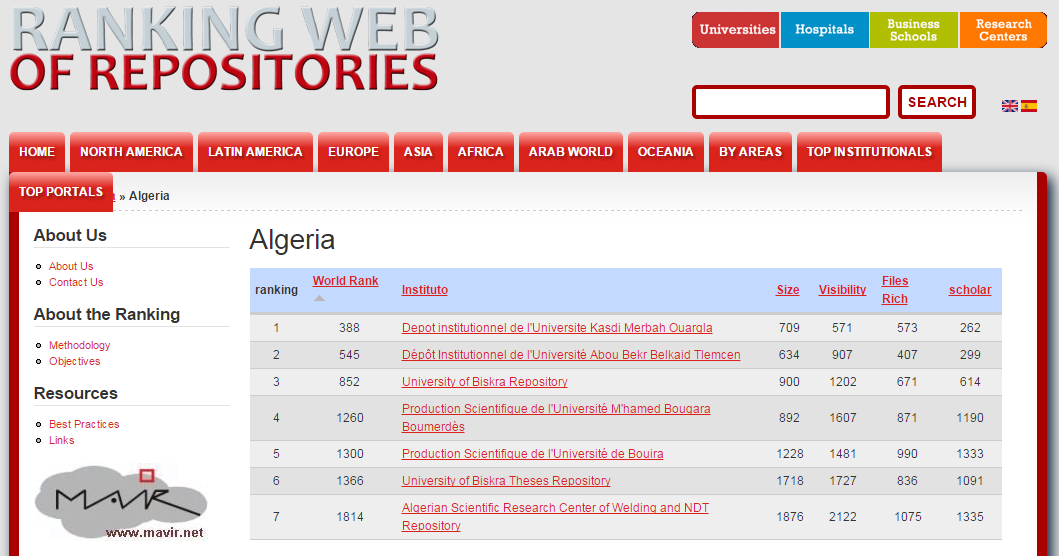 RANKING WEB
OF REPOSITORIES
Universities
Hospitals
Business
Schools
Research
Centers
SEARCH
HOME
NORTH AMERICA
LATIN AMERICA
EUROPE
ASIA
AFRICA
ARAB WORLD
OCEANIA
BY AREAS
TOP INSTITUTIONALS
TOP PORTALS
» Algeria
About Us
About Us
Contact Us
About the Ranking
Methodology
Objectives
Resources
Best Practices
Links
MAVIR
www.mavir.net
Algeria
ranking World Rank Instituto Size Visibility Files Rich scholar
1 388 Depot institutionnel de l'Universite Kasdi Merbah Ouargla 709 571 573 262
2 545 Dépôt Institutionnel de l'Université Abou Bekr Belkaid Tlemcen 634 907 407 299
3 852 University of Biskra Repository 900 1202 671 614
4 1260 Production Scientifique de l'Université M'hamed Bougara Boumerdès 892 1607 871 1190
5 1300 Production Scientifique de l'Université de Bouira 1228 1481 990 1333
6 1366 University of Biskra Theses Repository 1718 1727 836 1091
7 1814 Algerian Scientific Research Center of Welding and NDT Repository 1876 2122 1075 1335